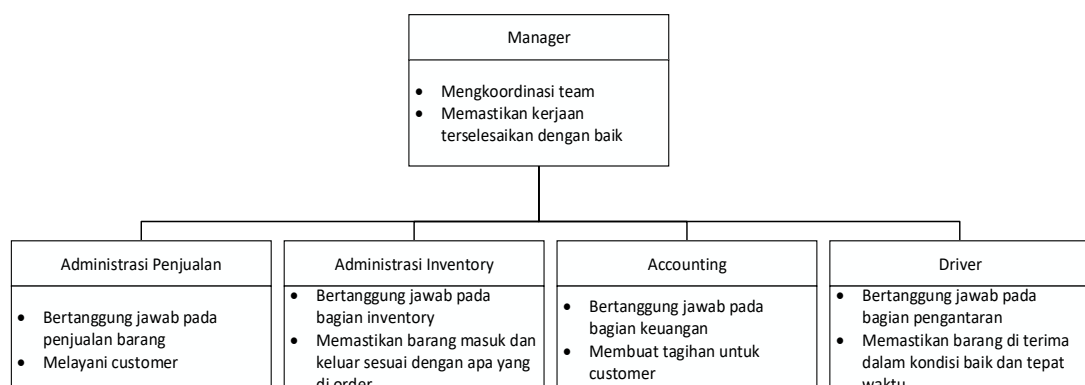 Manager
• Mengkoordinasi team
• Memastikan kerjaan
terselesaikan dengan baik
Administrasi Penjualan
• Bertanggung jawab pada
penjualan barang
• Melayani customer
Administrasi Inventory
• Bertanggung jawab pada
bagian inventory
• Memastikan barang masuk dan
keluar sesuai dengan apa yang
di order
Accounting
• Bertanggung jawab pada
bagian keuangan
• Membuat tagihan untuk
customer
Driver
• Bertanggung jawab pada
bagian pengantaran
• Memastikan barang di terima
dalam kondisi baik dan tepat
waktu